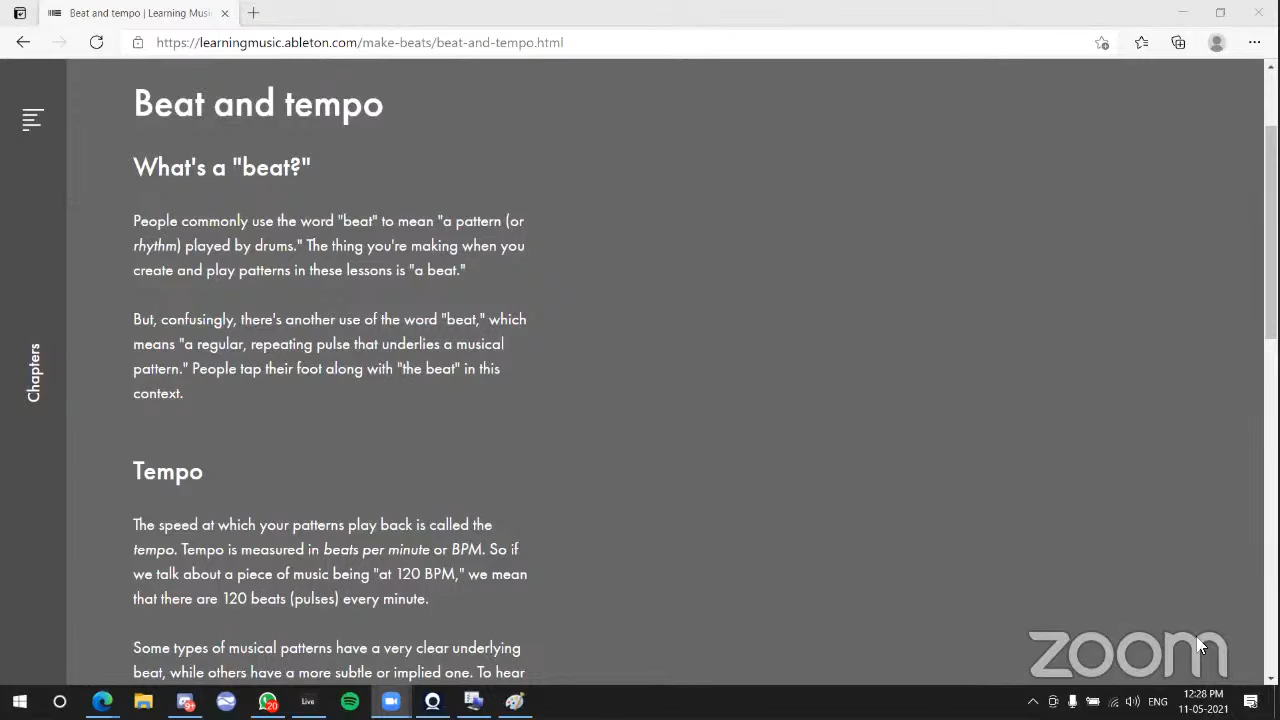 Beat and tempo | Learning Musi
https://learningmusic.ableton.com/make-beats/beat-and-tempo.html
Beat and tempo
What's a "beat?"
People commonly use the word "beat" to mean "a pattern (or
rhythm) played by drums." The thing you're making when you
create and play patterns in these lessons is "a beat."
But, confusingly, there's another use of the word "beat," which
means "a regular, repeating pulse that underlies a musical
pattern." People tap their foot along with "the beat" in this
context.
Chapters
Tempo
The speed at which your patterns play back is called the
tempo. Tempo is measured in beats per minute or BPM. So if
we talk about a piece of music being "at 120 BPM," we mean
that there are 120 beats (pulses) every minute.
Some types of musical patterns have a very clear underlying
beat, while others have a more subtle or implied one. To hear
zoom
9+
20
Live
ENG
12:28 PM
11-05-2021